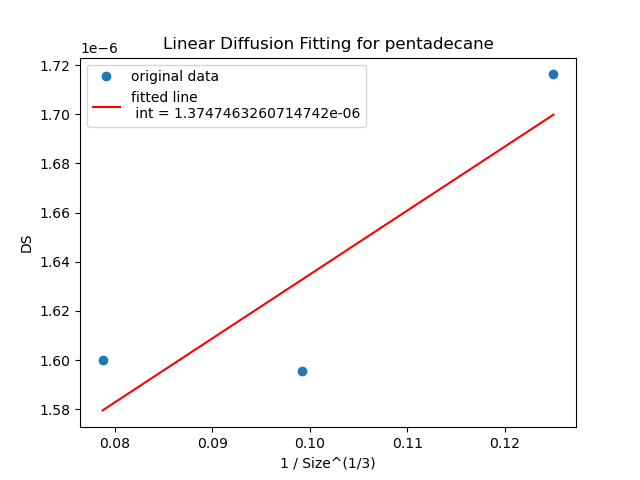 Linear Diffusion Fitting for pentadecane
1e−6
1.72
1.70
1.68
1.66
1.64
1.62
1.60
1.58
DS
original data
fitted line
int = 1.3747463260714742e-06
0.08
0.09
0.10
0.11
0.12
1 / Size^(1/3)